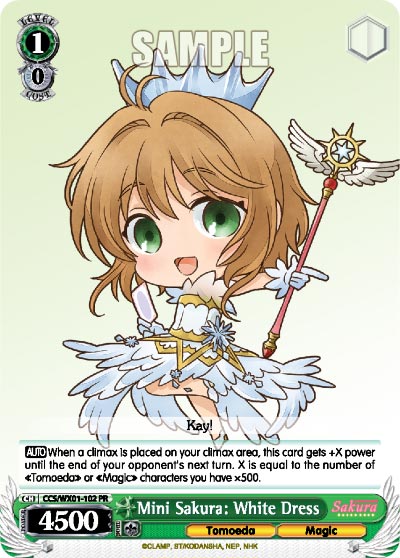 LEVEL
1
0
COST
SAMPLE
Kay!
AUTO When a climax is placed on your climax area, this card gets +X power
until the end of your opponent's next turn. X is equal to the number of
«Tomoeda» or «Magic» characters you have ×500.
CH CCS/WX01-102 PR
4500
Mini Sakura: White Dress
Sakura
Tomoeda Magic
©CLAMP, ST/KODANSHA, NEP, NHK